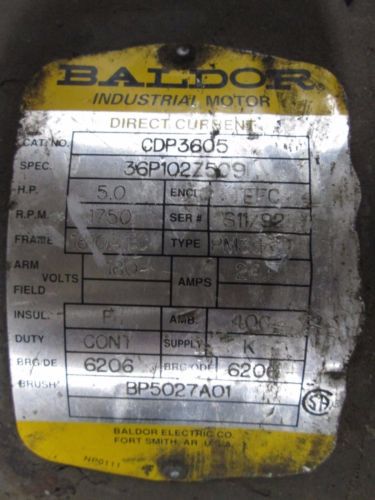 BALDOR
INDUSTRIAL MOTOR
DIRECT CURRENT
CAT. NO. CDP3605
SPEC. 36P102Z509
H.P. 5.0 ENCL. TEFC
R.P.M. 1750 SER # S11/92
FRAME TYPE
ARM VOLTS 180 AMPS
FIELD
INSUL. F AMB. 40C
DUTY CONT SUPPLY K
BRG DE 6206 BRG ODE 6206
BRUSH BP5027A01
BALDOR ELECTRIC CO.
FORT SMITH, AR U.S.A.
NP0111